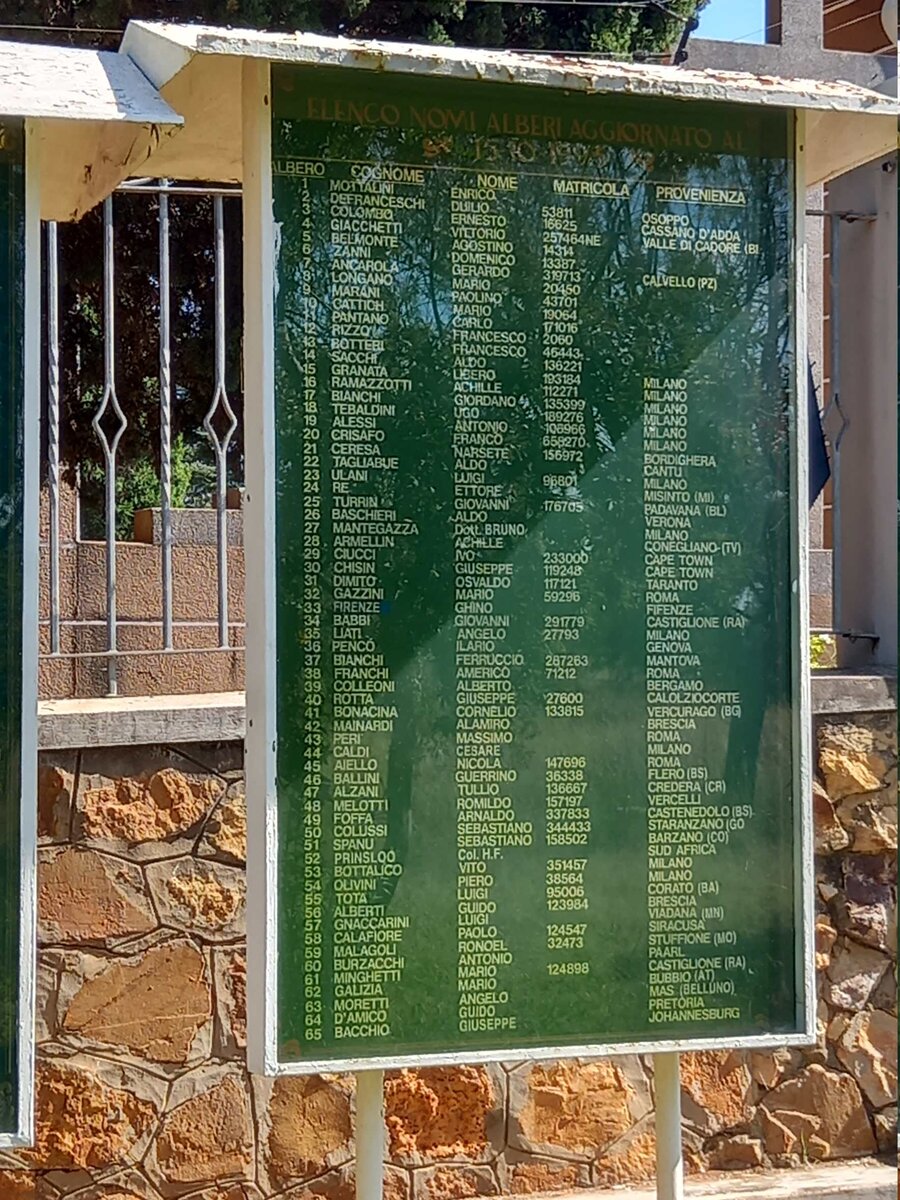 ELENCO NOMI ALBERI AGGIORNATO AL
ALBERO COGNOME NOME MATRICOLA PROVENIENZA
1 MOTTALINI ENRICO
2 DEFRANCESCHI DUILIO 53811 OSOPPO
3 COLOMBO ERNESTO 16625 CASSANO D'ADDA
4 GIACCHETTI VITTORIO 257464NE VALLE DI CADORE (BL
5 BELMONTE AGOSTINO 14314
6 ZANNI DOMENICO 13387
7 ANCAROLA GERARDO 319713 CALVELLO (PZ)
8 LONGANO MARIO 20450
9 MARANI PAOLINO 43701
10 CATTICH MARIO 19064
11 PANTANO CARLO 171016
12 RIZZO FRANCESCO 2060
13 BOTTERI FRANCESCO 45443
14 SACCHI ALDO 136221
15 GRANATA LIBERO 193184 MILANO
16 RAMAZZOTTI ACHILLE 112271 MILANO
17 BIANCHI GIORDANO 135399 MILANO
18 TEBALDINI UGO 189276 MILANO
19 ALESSI ANTONIO 106966 MILANO
20 CRISAFO FRANCO 658270 MILANO
21 CERESA NARSETE 155972 BORDIGHERA
22 TAGLIABUE ALDO CANTU
23 ULANI LUIGI 96801 MILANO
24 RE ETTORE MISINTO (MI)
25 TURRIN GIOVANNI 176705 PADAVANA (BL)
26 BASCHIERI ALDO VERONA
27 MANTEGAZZA Dott. BRUNO MILANO
28 ARMELLIN ACHILLE CONEGLIANO-(TV)
29 CIUCCI IVO 233000 CAPE TOWN
30 CHISIN GIUSEPPE 119248 CAPE TOWN
31 DIMITO OSVALDO 117121 TARANTO
32 GAZZINI MARIO 59296 ROMA
33 FIRENZE GHINO FIFENZE
34 BABBI GIOVANNI 291779 CASTIGLIONE (RA)
35 LIATI ANGELO 27793 MILANO
36 PENCO ILARIO GENOVA
37 BIANCHI FERRUCCIO 287263 MANTOVA
38 FRANCHI AMERICO 71212 ROMA
39 COLLEONI ALBERTO BERGAMO
40 ROTTA GIUSEPPE 27600 CALOLZIOCORTE
41 BONACINA CORNELIO 133815 VERCURAGO (BG)
42 MAINARDI ALAMIRO BRESCIA
43 PERI MASSIMO ROMA
44 CALDI CESARE MILANO
45 AIELLO NICOLA 147696 ROMA
46 BALLINI GUERRINO 36338 FLERO (BS)
47 ALZANI TULLIO 136667 CREDERA (CR)
48 MELOTTI ROMILDO 157197 VERCELLI
49 FOFFA ARNALDO 337833 CASTENEDOLO (BS)
50 COLUSSI SEBASTIANO 344433 STARANZANO (GO
51 SPANU SEBASTIANO 158502 BARZANO (CO)
52 PRINSLOO Col. H.F. SUD AFRICA
53 BOTTALICO VITO 351457 MILANO
54 OLIVINI PIERO 38564 MILANO
55 TOTA LUIGI 95006 CORATO (BA)
56 ALBERTI GUIDO 123984 BRESCIA
57 GNACCARINI LUIGI VIADANA (MN)
58 CALAFIORE PAOLO 124547 SIRACUSA
59 MALAGOLI RONOEL 32473 STUFFIONE (MO)
60 BURZACCHI ANTONIO PAARL
61 MINGHETTI MARIO 124898 CASTIGLIONE (RA)
62 GALIZIA MARIO BUBBIO (AT)
63 MORETTI ANGELO MAS (BELLUNO)
64 D'AMICO GUIDO PRETORIA
65 BACCHIO GIUSEPPE JOHANNESBURG